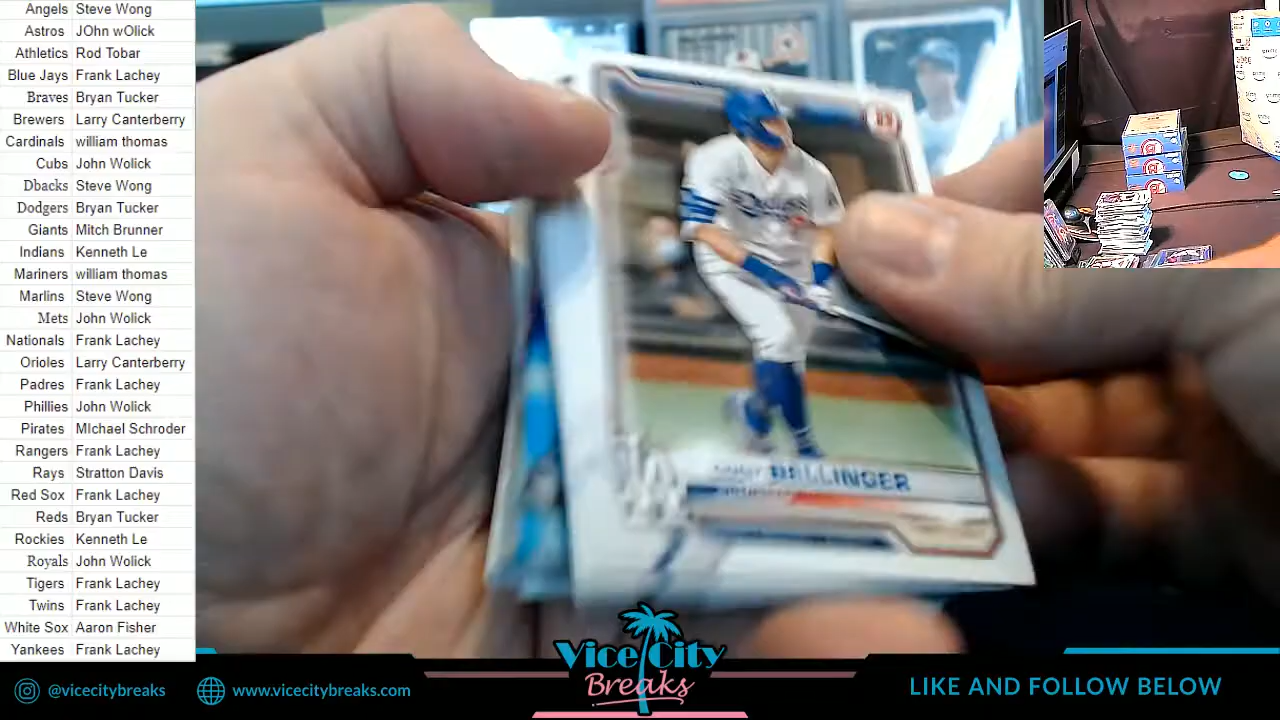 Angels Steve Wong
Astros JOhn wOlick
Athletics Rod Tobar
Blue Jays Frank Lachey
Braves Bryan Tucker
Brewers Larry Canterberry
Cardinals william thomas
Cubs John Wolick
Dbacks Steve Wong
Dodgers Bryan Tucker
Giants Mitch Brunner
Indians Kenneth Le
Mariners william thomas
Marlins Steve Wong
Mets John Wolick
Nationals Frank Lachey
Orioles Larry Canterberry
Padres Frank Lachey
Phillies John Wolick
Pirates MIchael Schroder
Rangers Frank Lachey
Rays Stratton Davis
Red Sox Frank Lachey
Reds Bryan Tucker
Rockies Kenneth Le
Royals John Wolick
Tigers Frank Lachey
Twins Frank Lachey
White Sox Aaron Fisher
Yankees Frank Lachey
Dodgers
BELLINGER
@vicecitybreaks
www.vicecitybreaks.com
Vice City
Breaks
LIKE AND FOLLOW BELOW